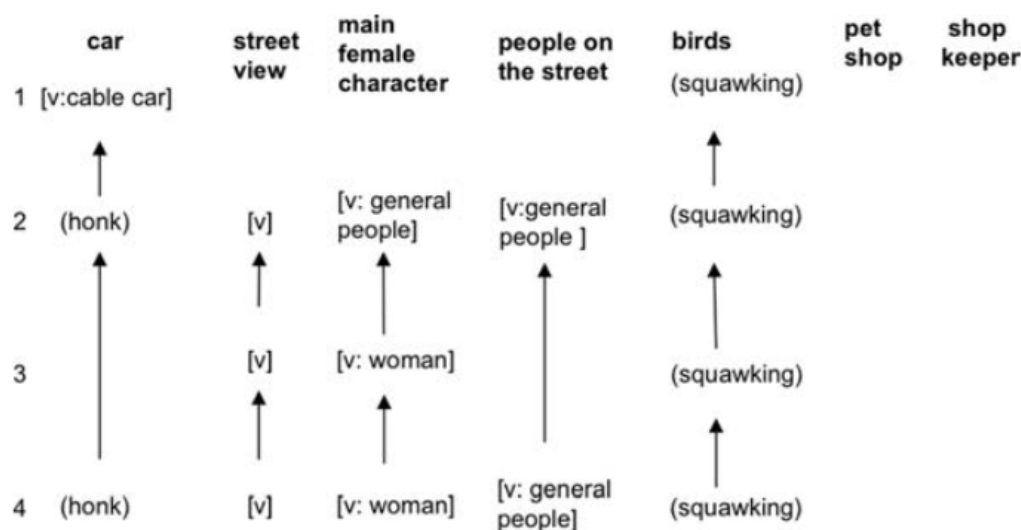 car street view main female character people on the street birds pet shop shop keeper
1 [v:cable car] (squawking)
2 (honk) [v] [v: general people] [v:general people ] (squawking)
3 [v] [v: woman] (squawking)
4 (honk) [v] [v: woman] [v: general people] (squawking)